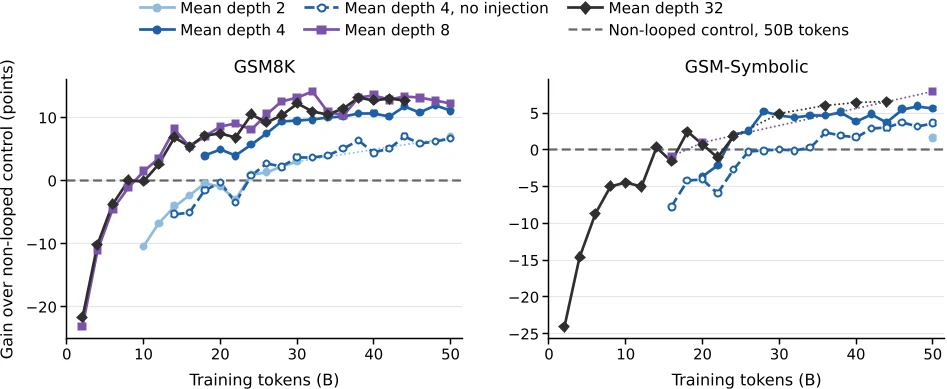 Mean depth 2
Mean depth 4, no injection
Mean depth 32
Mean depth 4
Mean depth 8
Non-looped control, 50B tokens
Gain over non-looped control (points)
GSM8K
10
0
−10
−20
0 10 20 30 40 50
Training tokens (B)
GSM-Symbolic
5
0
−5
−10
−15
−20
−25
0 10 20 30 40 50
Training tokens (B)